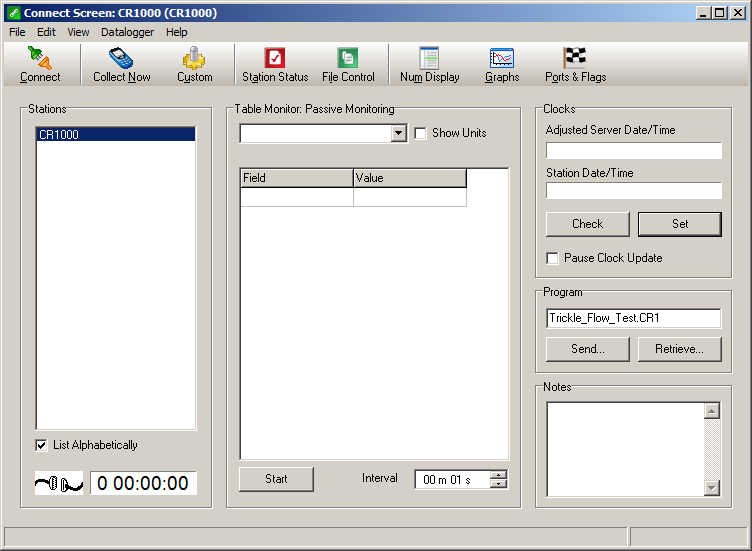 Connect Screen: CR1000 (CR1000)
File Edit View Datalogger Help
Connect Collect Now Custom Station Status File Control Num Display Graphs Ports & Flags
Stations
CR1000
List Alphabetically
0 00:00:00
Table Monitor: Passive Monitoring
Show Units
Field Value
Start Interval 00 m 01 s
Clocks
Adjusted Server Date/Time
Station Date/Time
Check Set
Pause Clock Update
Program
Trickle_Flow_Test.CR1
Send... Retrieve...
Notes